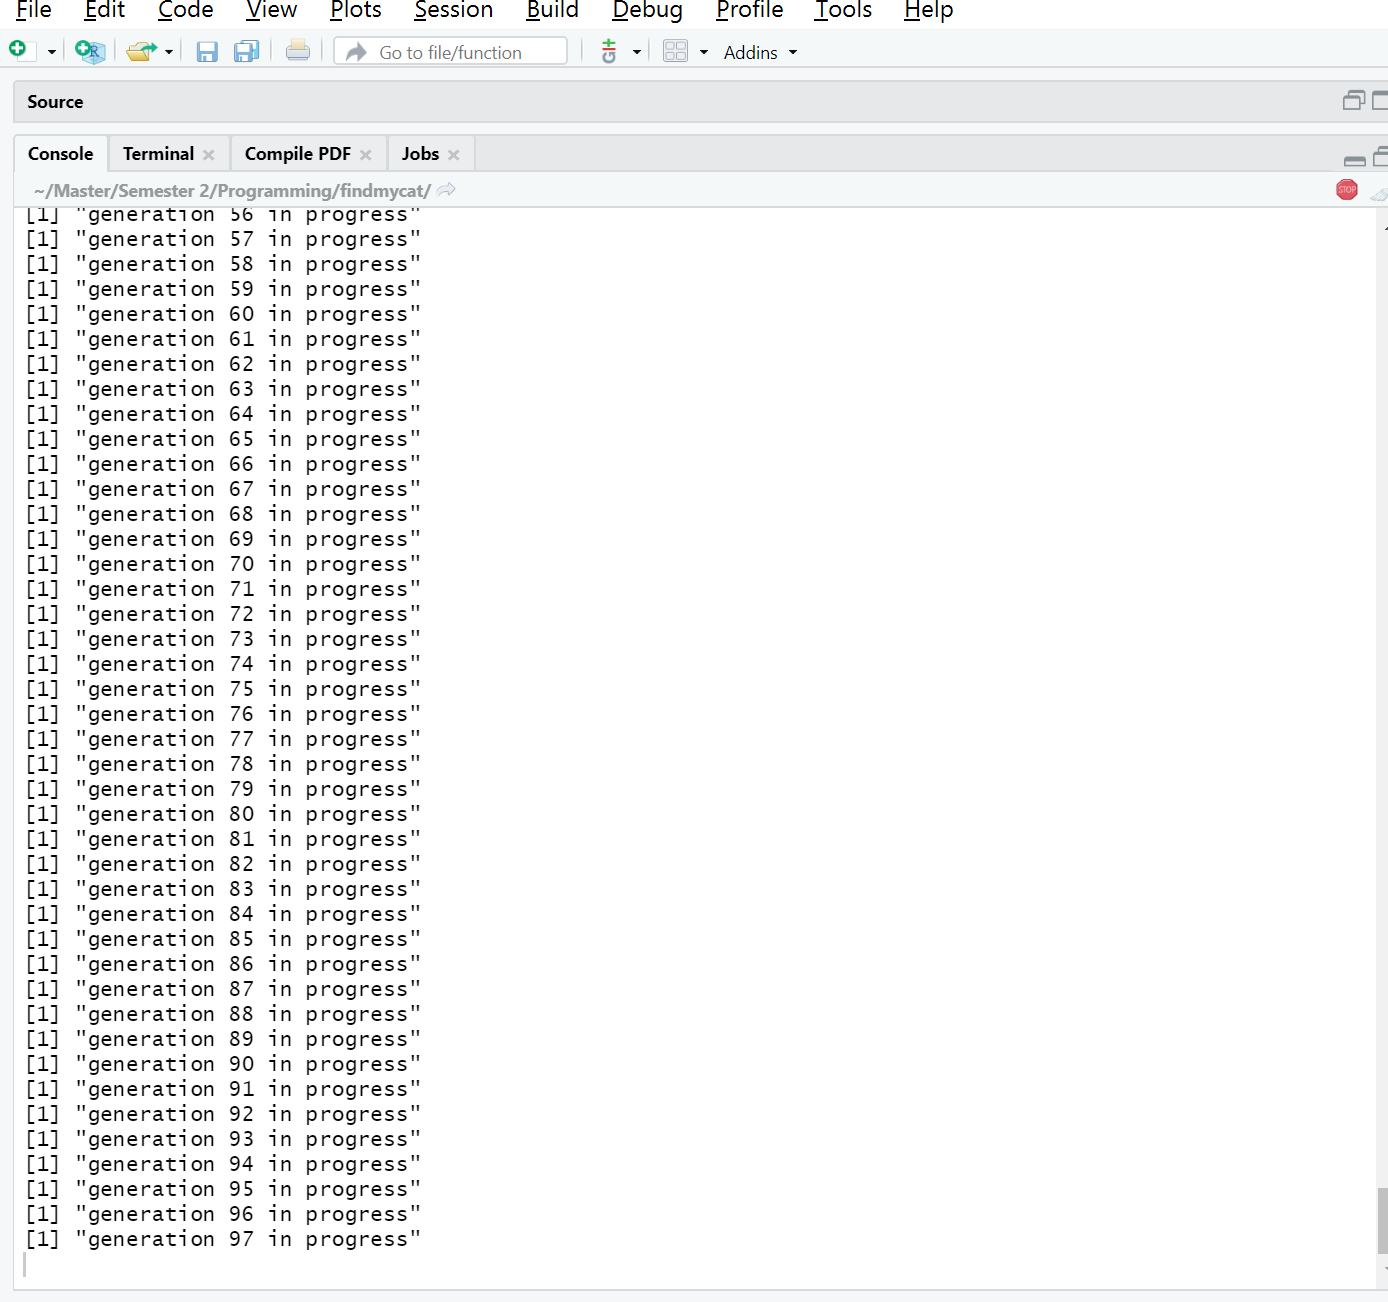 File Edit Code View Plots Session Build Debug Profile Tools Help
Go to file/function Addins
Source
Console Terminal Compile PDF Jobs
~/Master/Semester 2/Programming/findmycat/ STOP
[1] "generation 56 in progress"
[1] "generation 57 in progress"
[1] "generation 58 in progress"
[1] "generation 59 in progress"
[1] "generation 60 in progress"
[1] "generation 61 in progress"
[1] "generation 62 in progress"
[1] "generation 63 in progress"
[1] "generation 64 in progress"
[1] "generation 65 in progress"
[1] "generation 66 in progress"
[1] "generation 67 in progress"
[1] "generation 68 in progress"
[1] "generation 69 in progress"
[1] "generation 70 in progress"
[1] "generation 71 in progress"
[1] "generation 72 in progress"
[1] "generation 73 in progress"
[1] "generation 74 in progress"
[1] "generation 75 in progress"
[1] "generation 76 in progress"
[1] "generation 77 in progress"
[1] "generation 78 in progress"
[1] "generation 79 in progress"
[1] "generation 80 in progress"
[1] "generation 81 in progress"
[1] "generation 82 in progress"
[1] "generation 83 in progress"
[1] "generation 84 in progress"
[1] "generation 85 in progress"
[1] "generation 86 in progress"
[1] "generation 87 in progress"
[1] "generation 88 in progress"
[1] "generation 89 in progress"
[1] "generation 90 in progress"
[1] "generation 91 in progress"
[1] "generation 92 in progress"
[1] "generation 93 in progress"
[1] "generation 94 in progress"
[1] "generation 95 in progress"
[1] "generation 96 in progress"
[1] "generation 97 in progress"